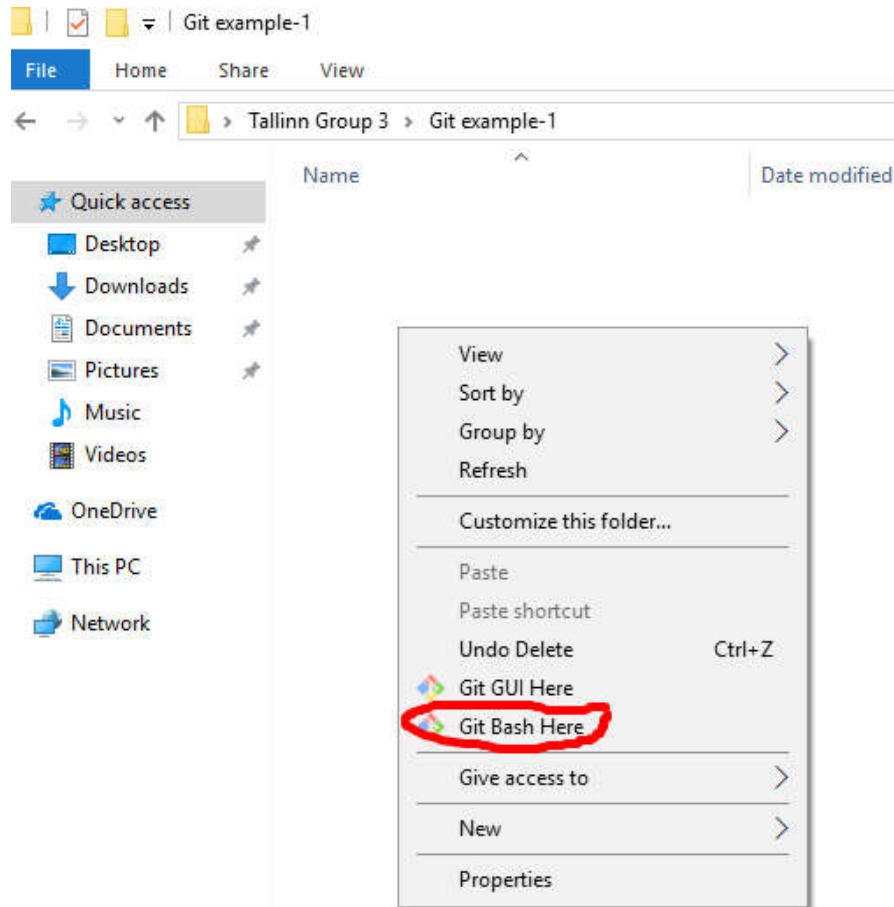 Git example-1
File Home Share View
Tallinn Group 3 Git example-1
Name Date modified
Quick access
Desktop
Downloads
Documents
Pictures
Music
Videos
OneDrive
This PC
Network
View
Sort by
Group by
Refresh
Customize this folder...
Paste
Paste shortcut
Undo Delete Ctrl+Z
Git GUI Here
Git Bash Here
Give access to
New
Properties